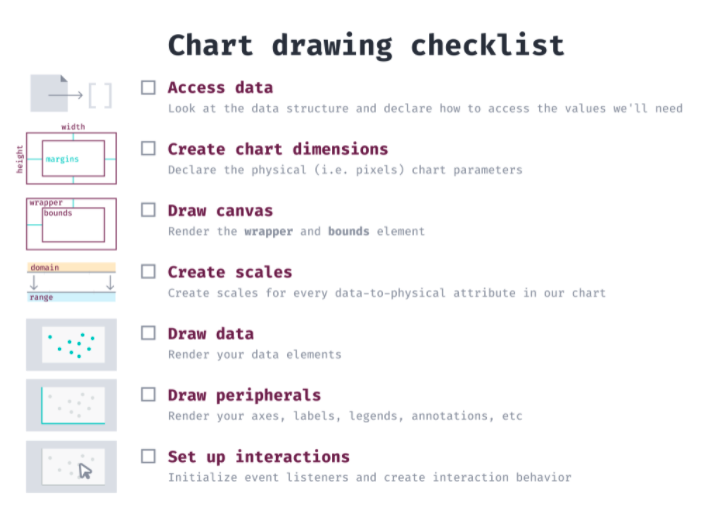 Chart drawing checklist
[ ]
Access data
Look at the data structure and declare how to access the values we'll need
width
height
margins
Create chart dimensions
Declare the physical (i.e. pixels) chart parameters
wrapper
bounds
Draw canvas
Render the wrapper and bounds element
domain
range
Create scales
Create scales for every data-to-physical attribute in our chart
Draw data
Render your data elements
Draw peripherals
Render your axes, labels, legends, annotations, etc
Set up interactions
Initialize event listeners and create interaction behavior